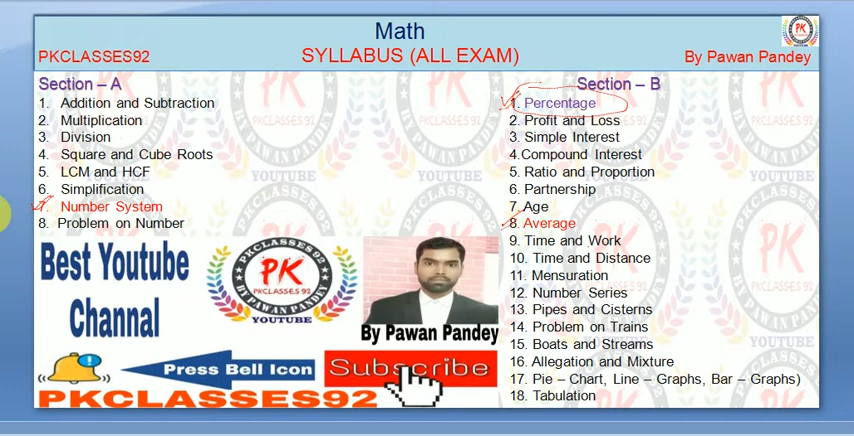 Math
PKCLASSES92 SYLLABUS (ALL EXAM) By Pawan Pandey
Section – A
1. Addition and Subtraction
2. Multiplication
3. Division
4. Square and Cube Roots
5. LCM and HCF
6. Simplification
7. Number System
8. Problem on Number
Section – B
1. Percentage
2. Profit and Loss
3. Simple Interest
4.Compound Interest
5. Ratio and Proportion
6. Partnership
7. Age
8. Average
9. Time and Work
10. Time and Distance
11. Mensuration
12. Number Series
13. Pipes and Cisterns
14. Problem on Trains
15. Boats and Streams
16. Allegation and Mixture
17. Pie – Chart, Line – Graphs, Bar – Graphs)
18. Tabulation
Best Youtube
Channal
PKCLASSES92
PK
PKCLASSES 92
BY PAWAN PANDEY
YOUTUBE
By Pawan Pandey
Press Bell Icon
Subscribe
PKCLASSES92